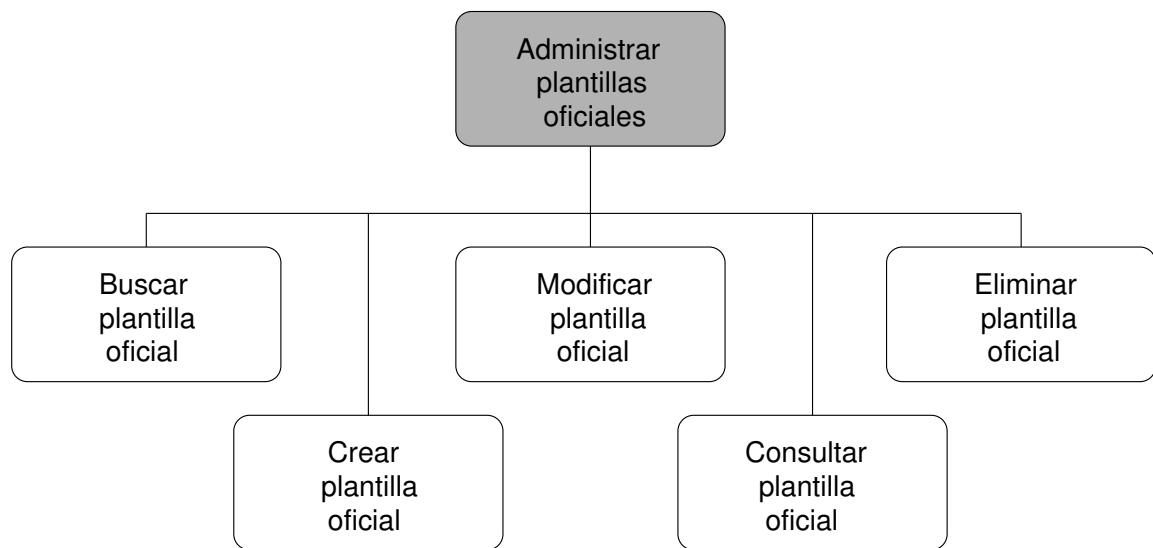 Administrar
plantillas
oficiales
Buscar
plantilla
oficial
Modificar
plantilla
oficial
Eliminar
plantilla
oficial
Crear
plantilla
oficial
Consultar
plantilla
oficial